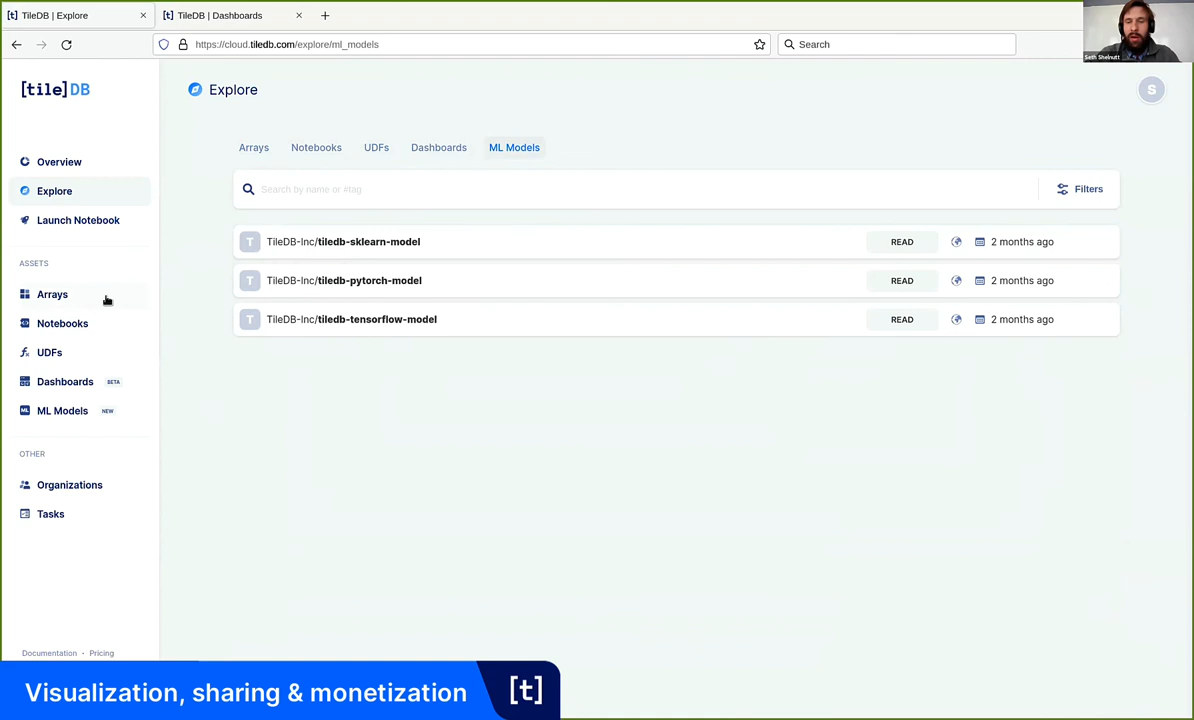 [t] TileDB | Explore
[t] TileDB | Dashboards
https://cloud.tiledb.com/explore/ml_models
Search
Seth Shelnutt
[tile]DB
Explore
S
Overview
Explore
Launch Notebook
ASSETS
Arrays
Notebooks
UDFs
Dashboards BETA
ML Models NEW
OTHER
Organizations
Tasks
Documentation • Pricing
Arrays Notebooks UDFs Dashboards ML Models
Search by name or #tag
Filters
T TileDB-Inc/tiledb-sklearn-model READ 2 months ago
T TileDB-Inc/tiledb-pytorch-model READ 2 months ago
T TileDB-Inc/tiledb-tensorflow-model READ 2 months ago
Visualization, sharing & monetization [t]